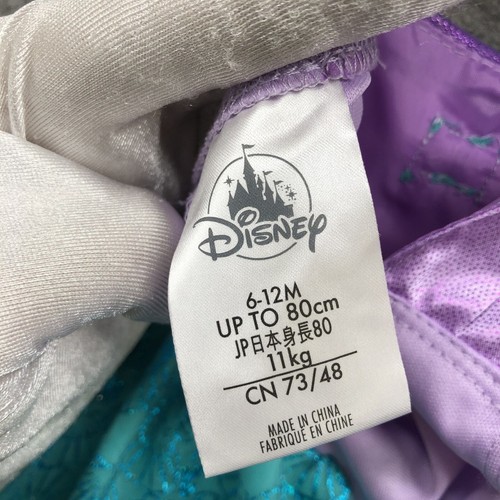 Disney
6-12M
UP TO 80cm
JP日本身長80
11kg
CN 73/48
MADE IN CHINA
FABRIQUÉ EN CHINE